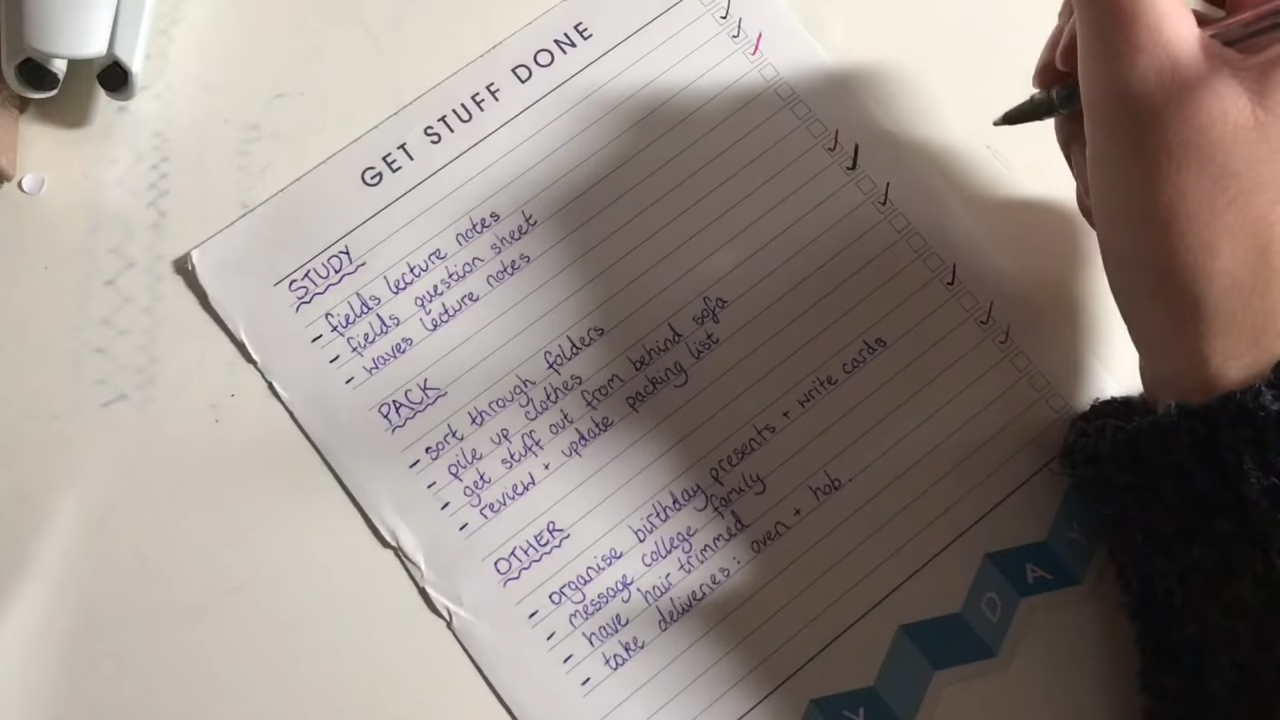 GET STUFF DONE
STUDY
- fields lecture notes
- fields question sheet
- waves lecture notes
PACK
- sort through folders
- pile up clothes
- get stuff out from behind sofa
- review + update packing list
OTHER
- organise birthday presents + write cards
- message college family
- have hair trimmed
- take deliveries: oven + hob.
D A Y